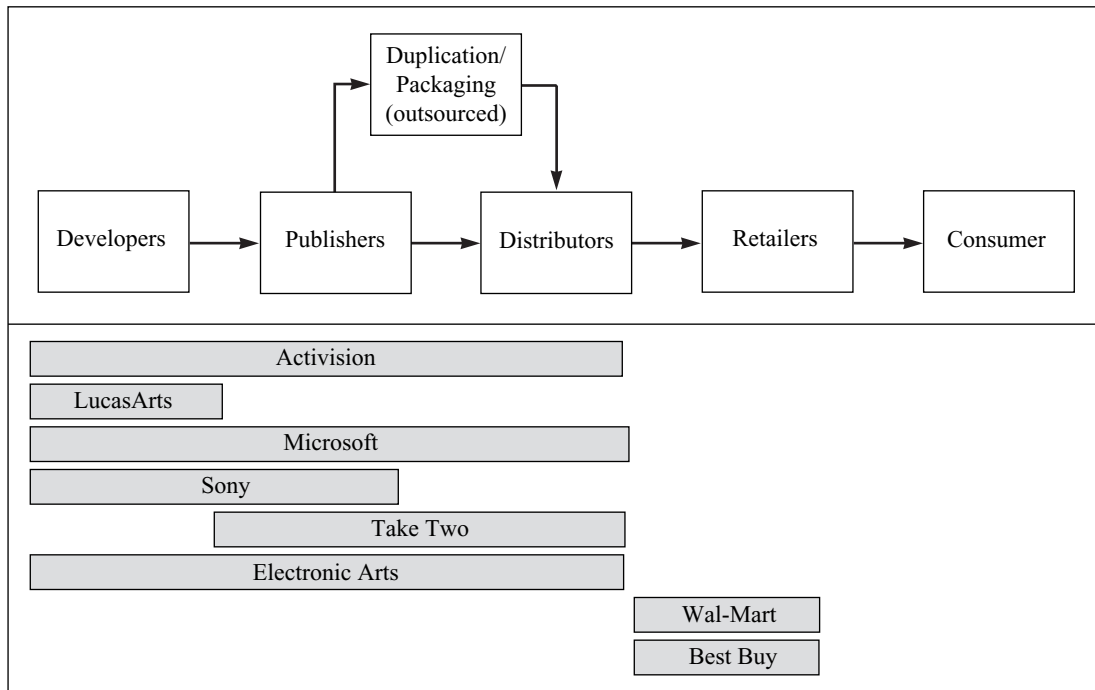 Duplication/
Packaging
(outsourced)
Developers
Publishers
Distributors
Retailers
Consumer
Activision
LucasArts
Microsoft
Sony
Take Two
Electronic Arts
Wal-Mart
Best Buy